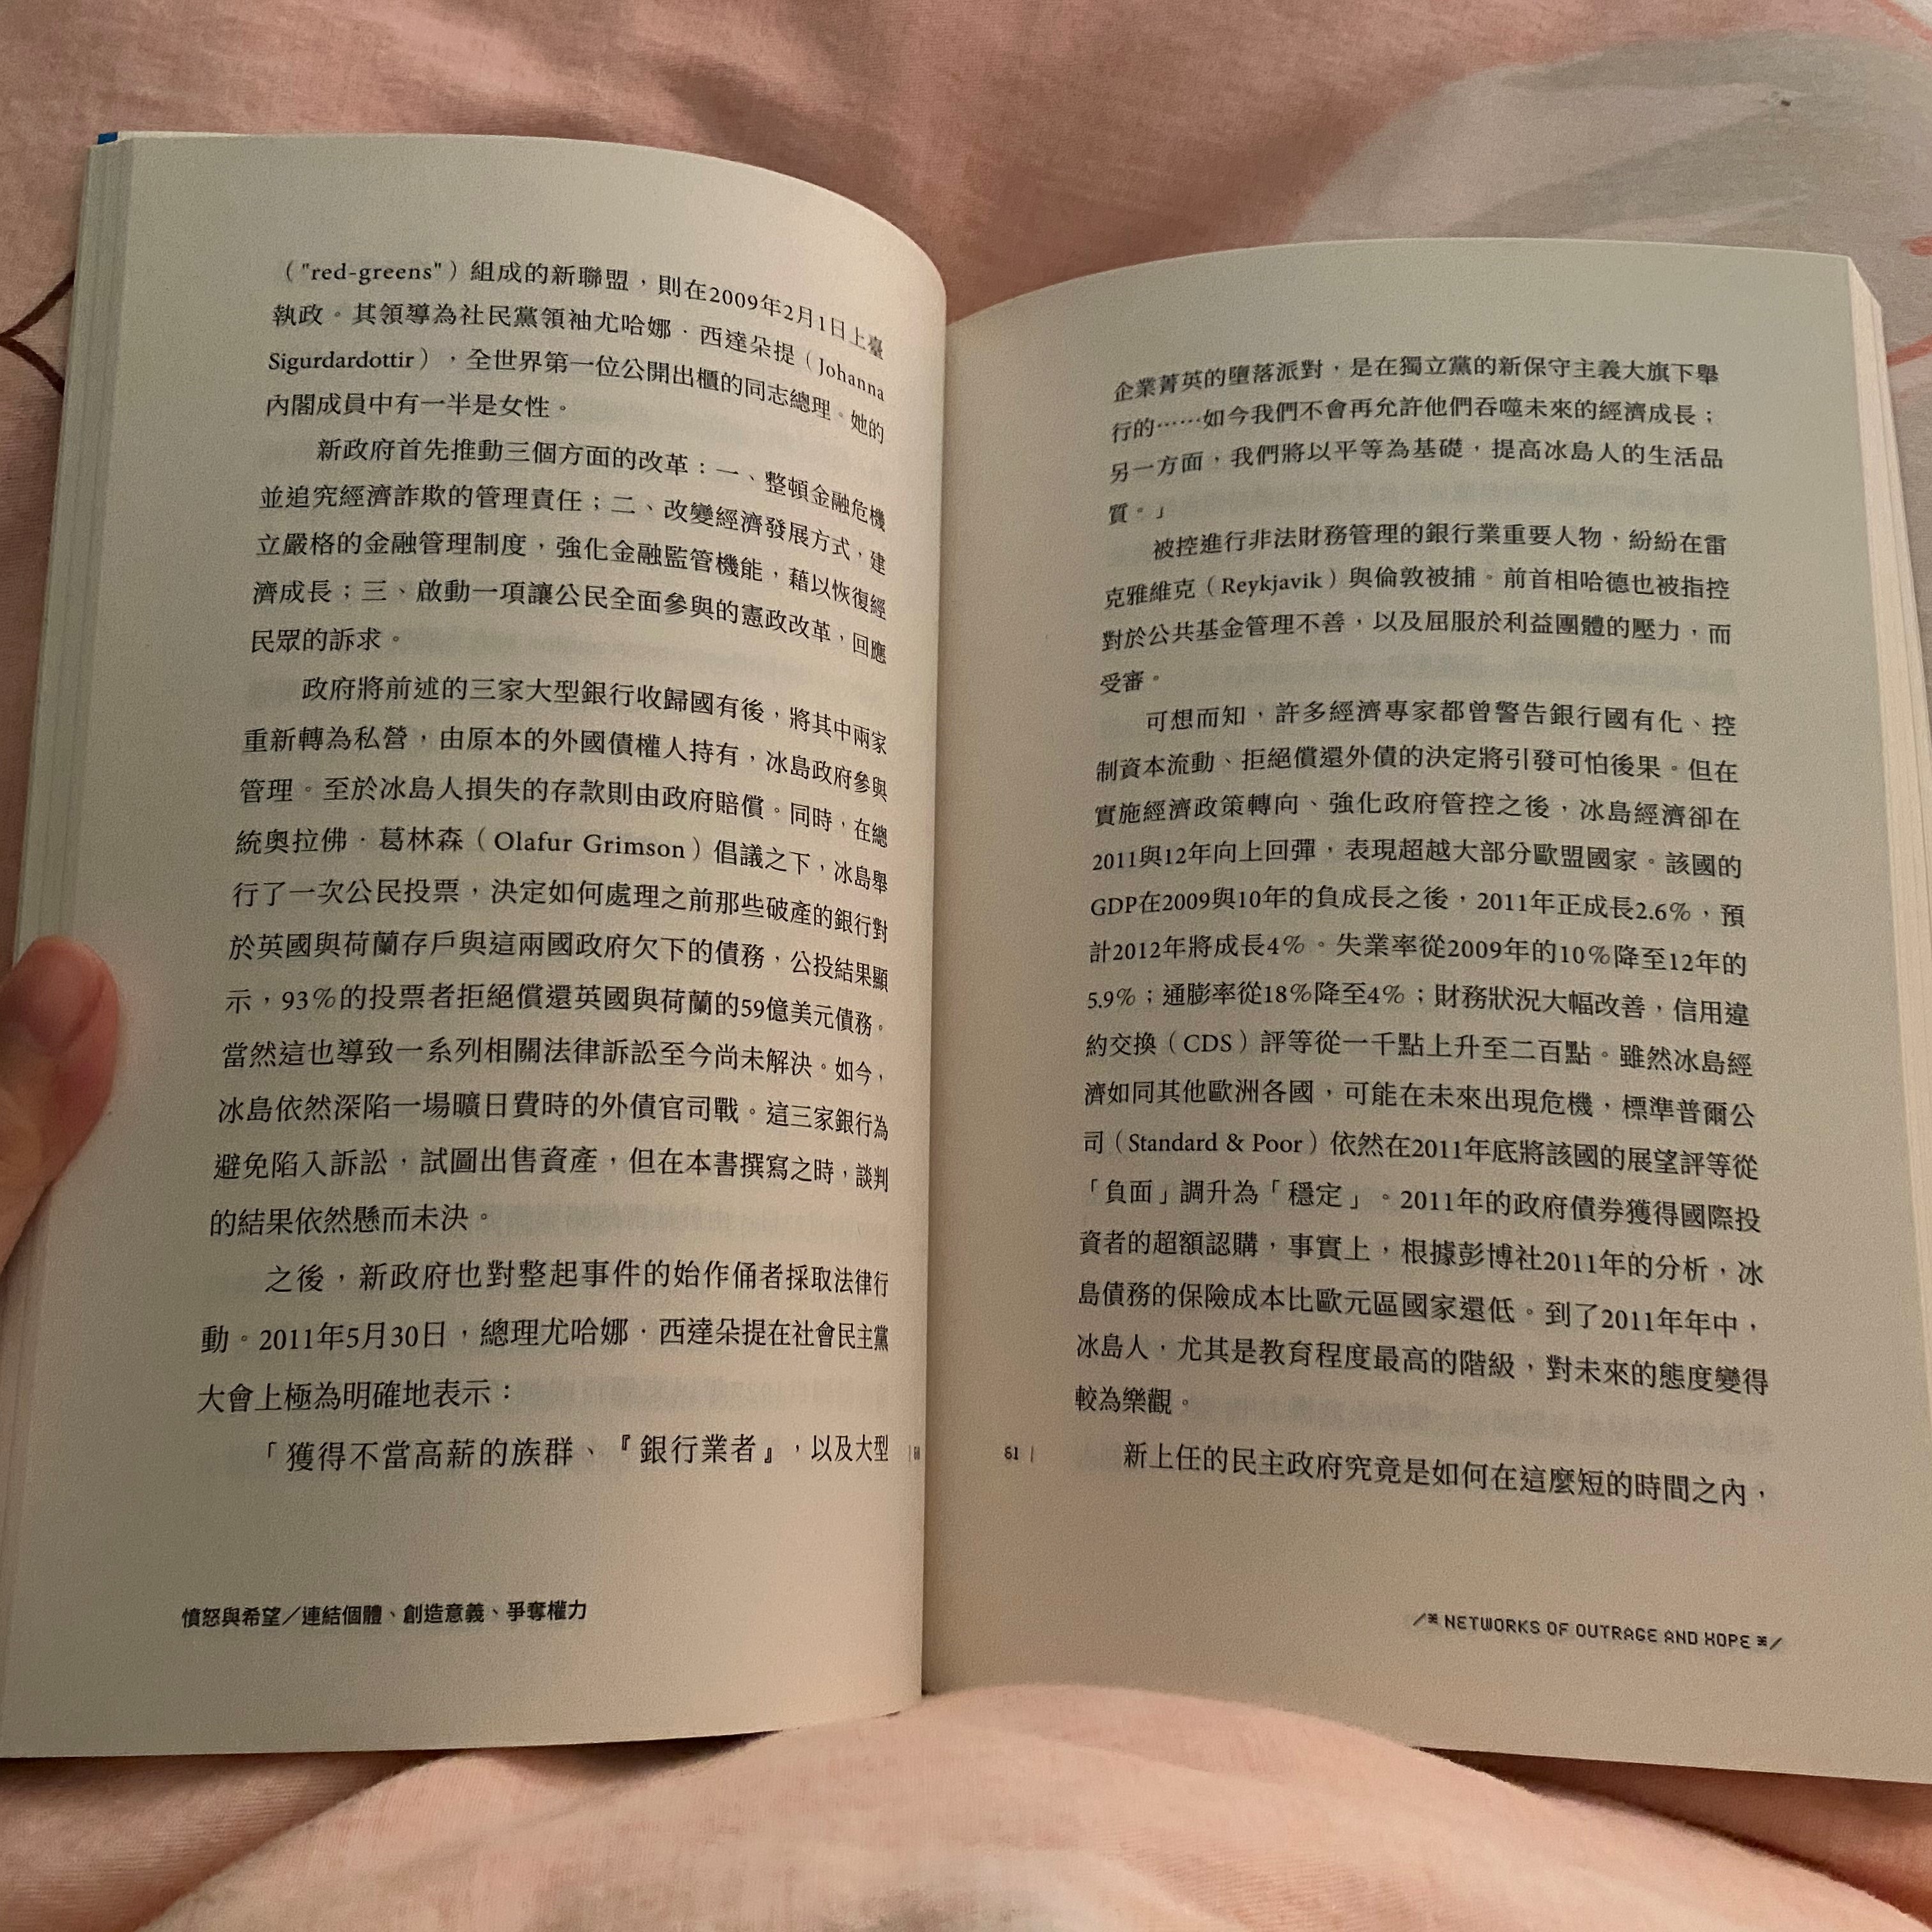 （"red-greens"）組成的新聯盟，則在2009年2月1日上臺
執政。其領導為社民黨領袖尤哈娜．西達朵提（Johanna
Sigurdardottir），全世界第一位公開出櫃的同志總理。她的
內閣成員中有一半是女性。
新政府首先推動三個方面的改革：一、整頓金融危機
並追究經濟詐欺的管理責任；二、改變經濟發展方式，建
立嚴格的金融管理制度，強化金融監管機能，藉以恢復經
濟成長；三、啟動一項讓公民全面參與的憲政改革，回應
民眾的訴求。
政府將前述的三家大型銀行收歸國有後，將其中兩家
重新轉為私營，由原本的外國債權人持有，冰島政府參與
管理。至於冰島人損失的存款則由政府賠償。同時，在總
統奧拉佛．葛林森（Olafur Grimson）倡議之下，冰島舉
行了一次公民投票，決定如何處理之前那些破產的銀行對
於英國與荷蘭存戶與這兩國政府欠下的債務，公投結果顯
示，93%的投票者拒絕償還英國與荷蘭的59億美元債務。
當然這也導致一系列相關法律訴訟至今尚未解決。如今，
冰島依然深陷一場曠日費時的外債官司戰。這三家銀行為
避免陷入訴訟，試圖出售資產，但在本書撰寫之時，談判
的結果依然懸而未決。
之後，新政府也對整起事件的始作俑者採取法律行
動。2011年5月30日，總理尤哈娜．西達朵提在社會民主黨
大會上極為明確地表示：
「獲得不當高薪的族群、『銀行業者』，以及大型
| 60
憤怒與希望／連結個體、創造意義、爭奪權力
企業菁英的墮落派對，是在獨立黨的新保守主義大旗下舉
行的……如今我們不會再允許他們吞噬未來的經濟成長；
另一方面，我們將以平等為基礎，提高冰島人的生活品
質。」
被控進行非法財務管理的銀行業重要人物，紛紛在雷
克雅維克（Reykjavik）與倫敦被捕。前首相哈德也被指控
對於公共基金管理不善，以及屈服於利益團體的壓力，而
受審。
可想而知，許多經濟專家都曾警告銀行國有化、控
制資本流動、拒絕償還外債的決定將引發可怕後果。但在
實施經濟政策轉向、強化政府管控之後，冰島經濟卻在
2011與12年向上回彈，表現超越大部分歐盟國家。該國的
GDP在2009與10年的負成長之後，2011年正成長2.6%，預
計2012年將成長4%。失業率從2009年的10%降至12年的
5.9%；通膨率從18%降至4%；財務狀況大幅改善，信用違
約交換（CDS）評等從一千點上升至二百點。雖然冰島經
濟如同其他歐洲各國，可能在未來出現危機，標準普爾公
司（Standard & Poor）依然在2011年底將該國的展望評等從
「負面」調升為「穩定」。2011年的政府債券獲得國際投
資者的超額認購，事實上，根據彭博社2011年的分析，冰
島債務的保險成本比歐元區國家還低。到了2011年年中，
冰島人，尤其是教育程度最高的階級，對未來的態度變得
較為樂觀。
新上任的民主政府究竟是如何在這麼短的時間之內，
61 |
/* NETWORKS OF OUTRAGE AND HOPE */